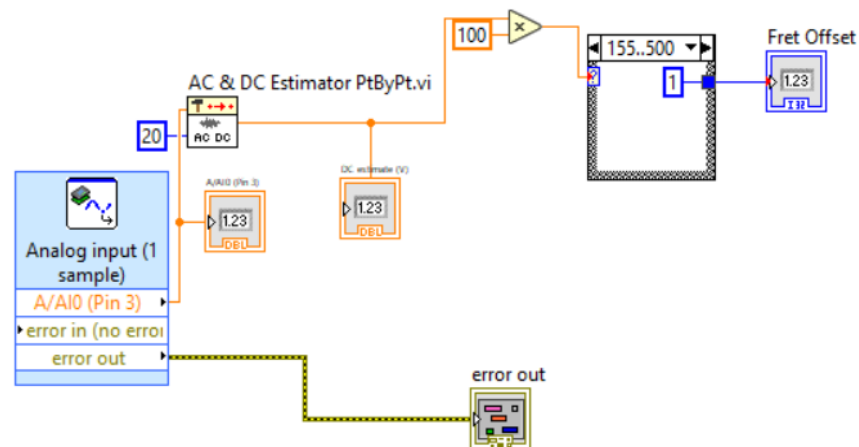 100
155..500
Fret Offset
1
1.23
I32
AC & DC Estimator PtByPt.vi
20
AC DC
A/AI0 (Pin 3)
1.23
DBL
DC estimate (V)
1.23
DBL
Analog input (1
sample)
A/AI0 (Pin 3)
error in (no erroi
error out
error out